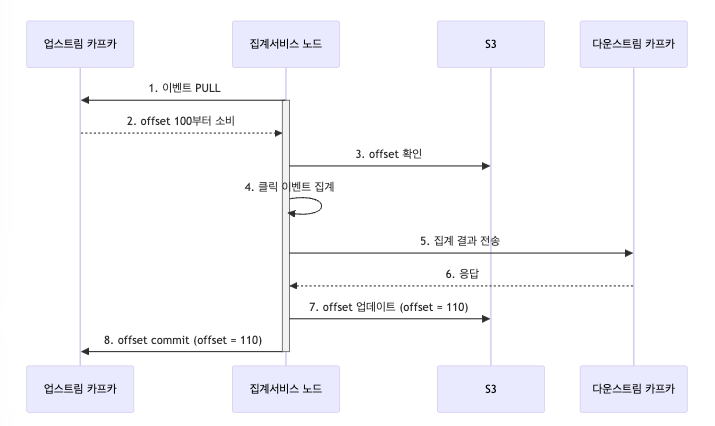 업스트림 카프카
집계서비스 노드
S3
다운스트림 카프카
1. 이벤트 PULL
2. offset 100부터 소비
3. offset 확인
4. 클릭 이벤트 집계
5. 집계 결과 전송
6. 응답
7. offset 업데이트 (offset = 110)
8. offset commit (offset = 110)
업스트림 카프카
집계서비스 노드
S3
다운스트림 카프카